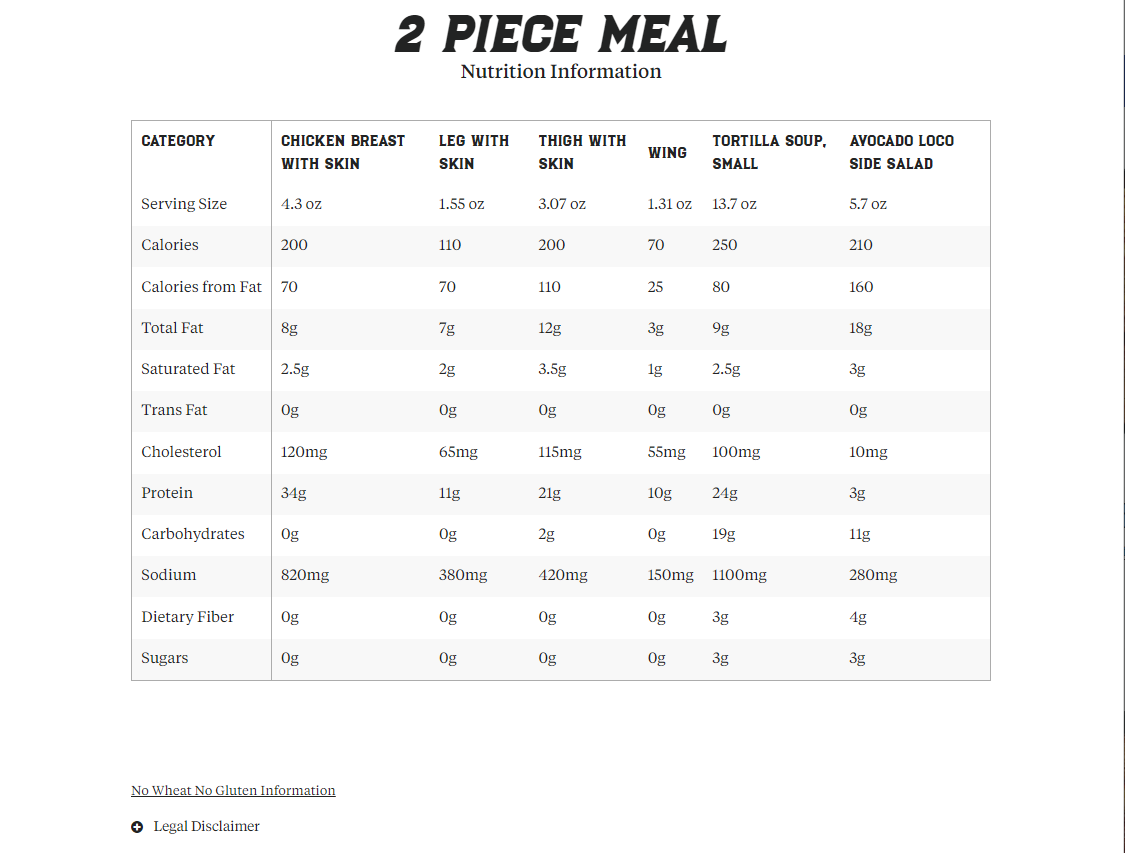 2 PIECE MEAL
Nutrition Information
CATEGORY CHICKEN BREAST WITH SKIN LEG WITH SKIN THIGH WITH SKIN WING TORTILLA SOUP, SMALL AVOCADO LOCO SIDE SALAD
Serving Size 4.3 oz 1.55 oz 3.07 oz 1.31 oz 13.7 oz 5.7 oz
Calories 200 110 200 70 250 210
Calories from Fat 70 70 110 25 80 160
Total Fat 8g 7g 12g 3g 9g 18g
Saturated Fat 2.5g 2g 3.5g 1g 2.5g 3g
Trans Fat 0g 0g 0g 0g 0g 0g
Cholesterol 120mg 65mg 115mg 55mg 100mg 10mg
Protein 34g 11g 21g 10g 24g 3g
Carbohydrates 0g 0g 2g 0g 19g 11g
Sodium 820mg 380mg 420mg 150mg 1100mg 280mg
Dietary Fiber 0g 0g 0g 0g 3g 4g
Sugars 0g 0g 0g 0g 3g 3g
No Wheat No Gluten Information
Legal Disclaimer